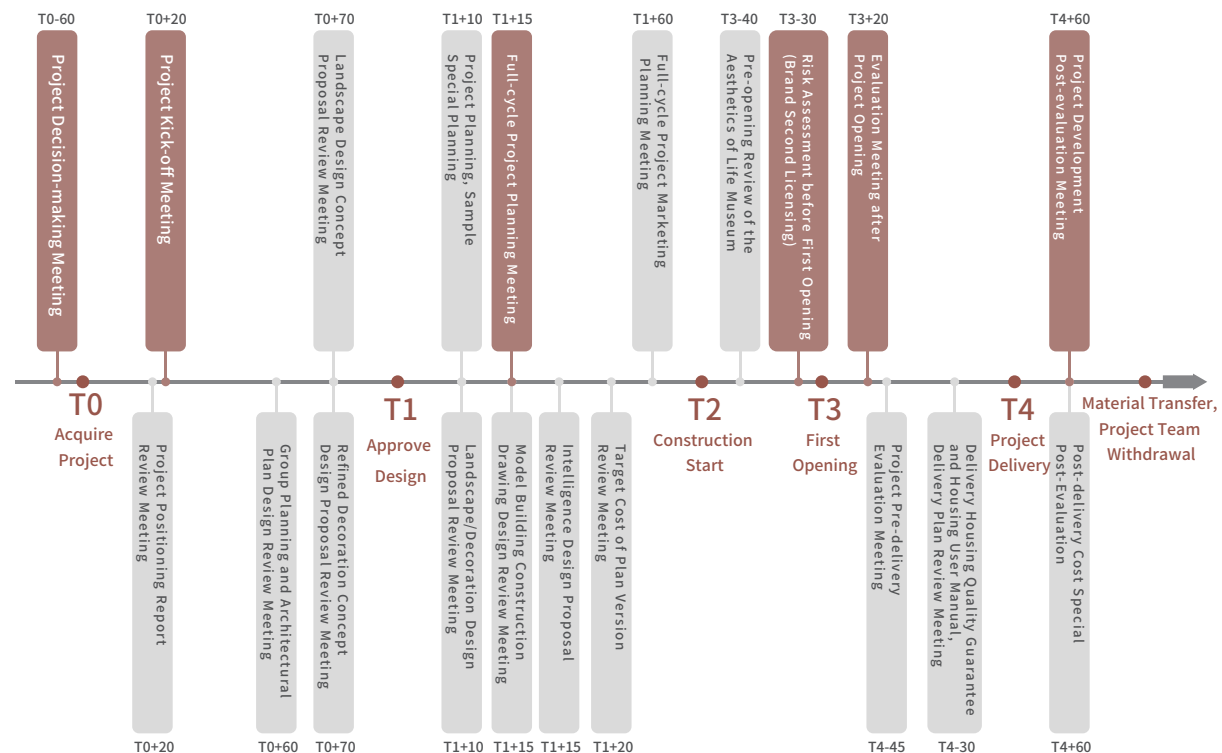 T0-60
T0+20
T0+70
T1+10
T1+15
T1+60
T3-40
T3-30
T3+20
T4+60
Project Decision-making Meeting
Project Kick-off Meeting
Landscape Design Concept
Proposal Review Meeting
Project Planning, Sample
Special Planning
Full-cycle Project Planning Meeting
Full-cycle Project Marketing
Planning Meeting
Pre-opening Review of the
Aesthetics of Life Museum
Risk Assessment before First Opening
(Brand Second Licensing)
Evaluation Meeting after
Project Opening
Project Development
Post-evaluation Meeting
T0
Acquire
Project
T1
Approve
Design
T2
Construction
Start
T3
First
Opening
T4
Project
Delivery
Material Transfer,
Project Team
Withdrawal
Project Positioning Report
Review Meeting
Group Planning and Architectural
Plan Design Review Meeting
Refined Decoration Concept
Design Proposal Review Meeting
Landscape/Decoration Design
Proposal Review Meeting
Model Building Construction
Drawing Design Review Meeting
Intelligence Design Proposal
Review Meeting
Target Cost of Plan Version
Review Meeting
Project Pre-delivery
Evaluation Meeting
Delivery Housing Quality Guarantee
and Housing User Manual,
Delivery Plan Review Meeting
Post-delivery Cost Special
Post-Evaluation
T0+20
T0+60
T0+70
T1+10
T1+15
T1+15
T1+20
T4-45
T4-30
T4+60